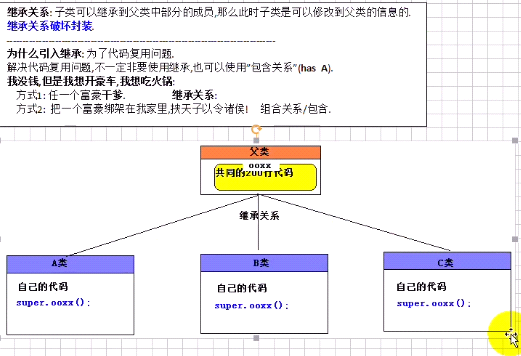 继承关系: 子类可以继承到父类中部分的成员,那么此时子类是可以修改到父类的信息的.
继承关系破坏封装.
为什么引入继承: 为了代码复用问题.
解决代码复用问题,不一定非要使用继承,也可以使用"包含关系"(has A).
我没钱,但是我想开豪车,我想吃火锅:
方式1: 任一个富豪干爹. 继承关系:
方式2: 把一个富豪绑架在我家里,挟天子以令诸侯! 组合关系/包含.
父类
ooxx
共同的200行代码
继承关系
A类
自己的代码
super.ooxx();
B类
自己的代码
super.ooxx();
C类
自己的代码
super.ooxx();